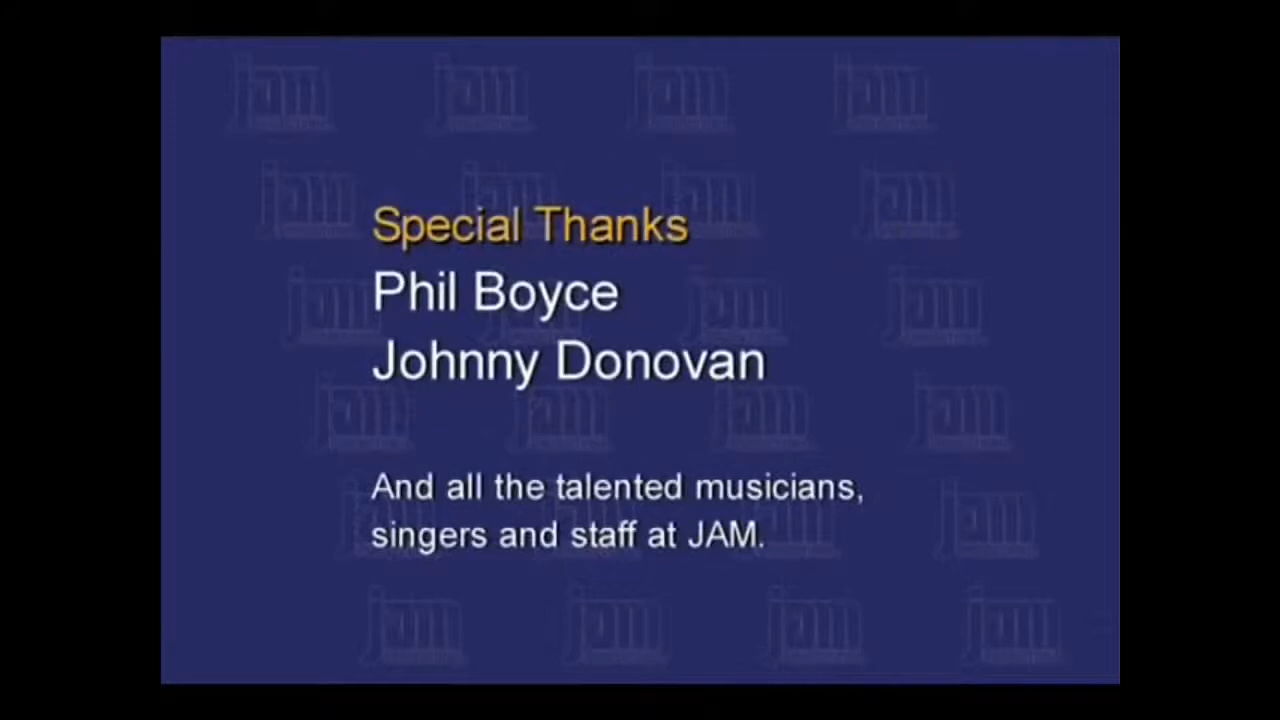 Special Thanks
Phil Boyce
Johnny Donovan
And all the talented musicians,
singers and staff at JAM.